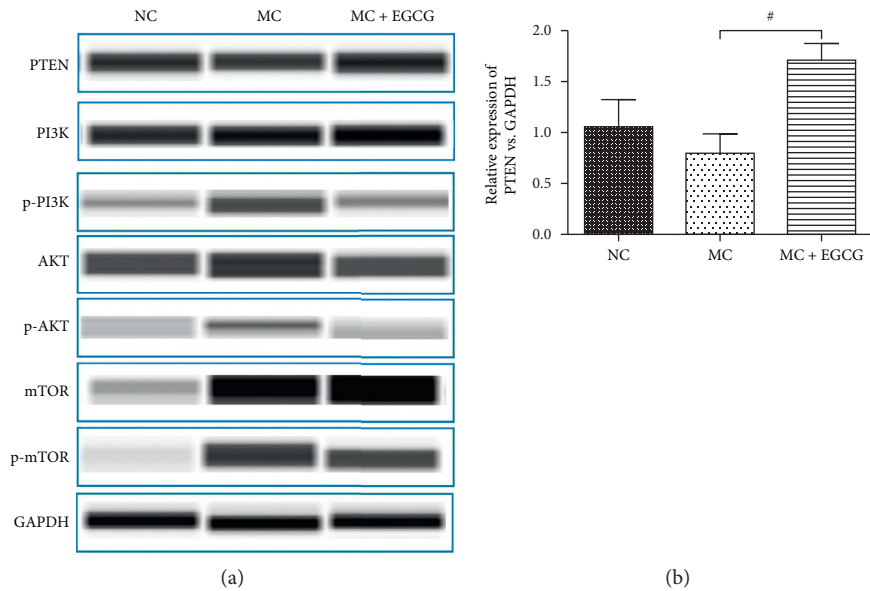 NC MC MC + EGCG
PTEN
PI3K
p-PI3K
AKT
p-AKT
mTOR
p-mTOR
GAPDH
(a)
Relative expression of
PTEN vs. GAPDH
2.0
1.5
1.0
0.5
0.0
#
NC MC MC + EGCG
(b)